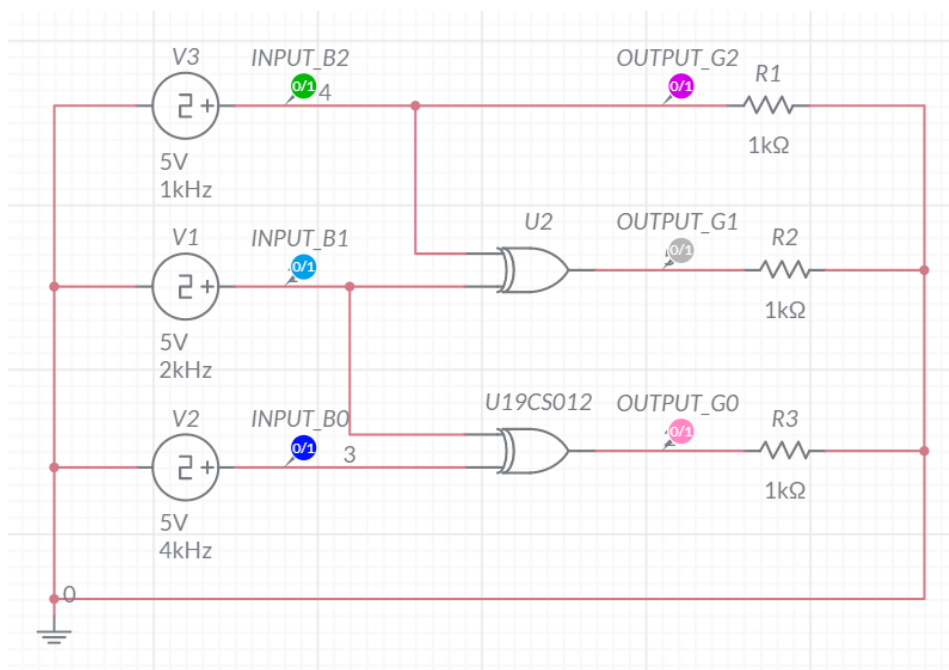 V3
INPUT_B2
OUTPUT_G2
R1
0/1
4
0/1
1kΩ
5V
1kHz
V1
INPUT_B1
U2
OUTPUT_G1
R2
0/1
0/1
1kΩ
5V
2kHz
V2
INPUT_B0
U19CS012
OUTPUT_G0
R3
0/1
3
0/1
1kΩ
5V
4kHz
0